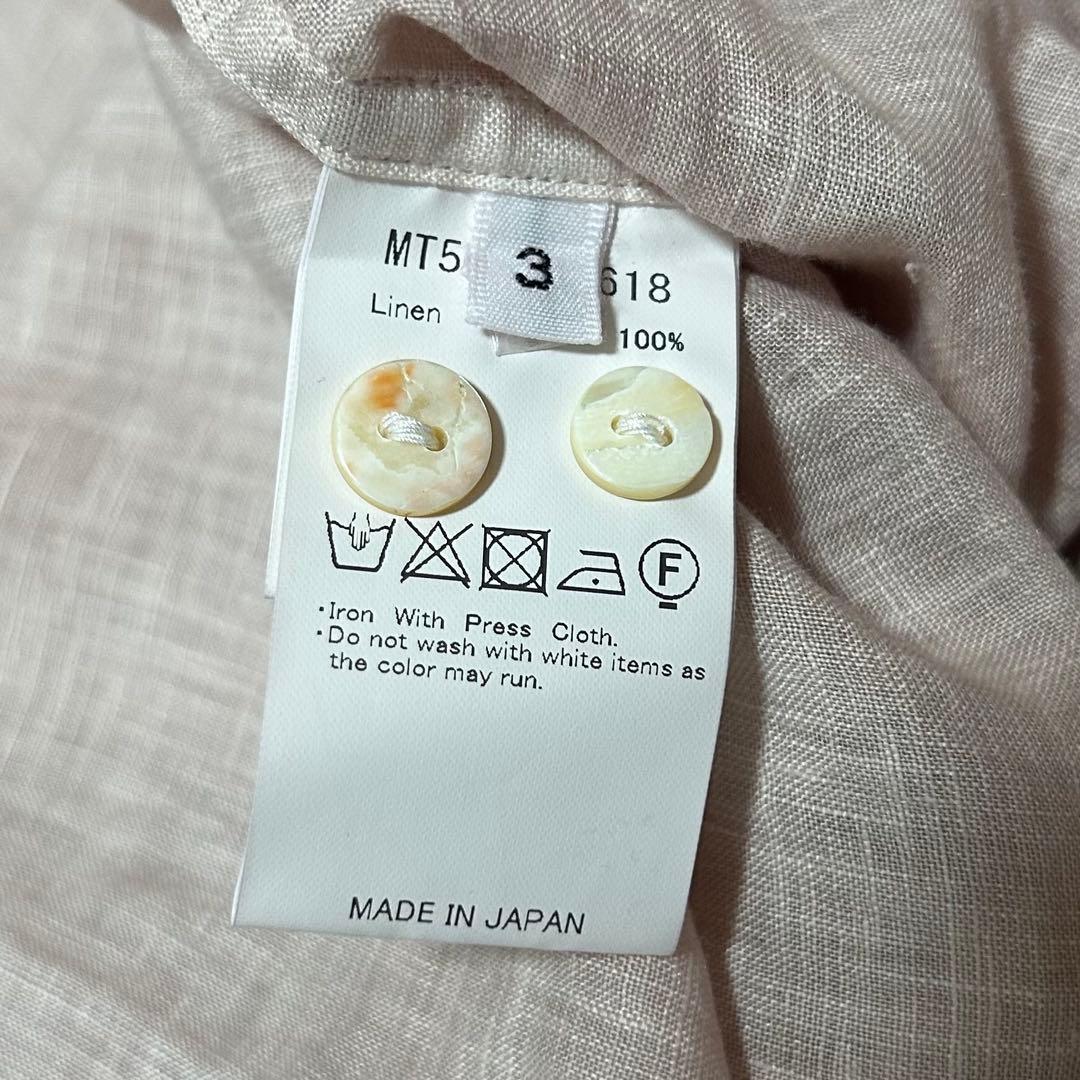 MT5 3 618
Linen 100%
F
·Iron With Press Cloth.
·Do not wash with white items as
the color may run.
MADE IN JAPAN